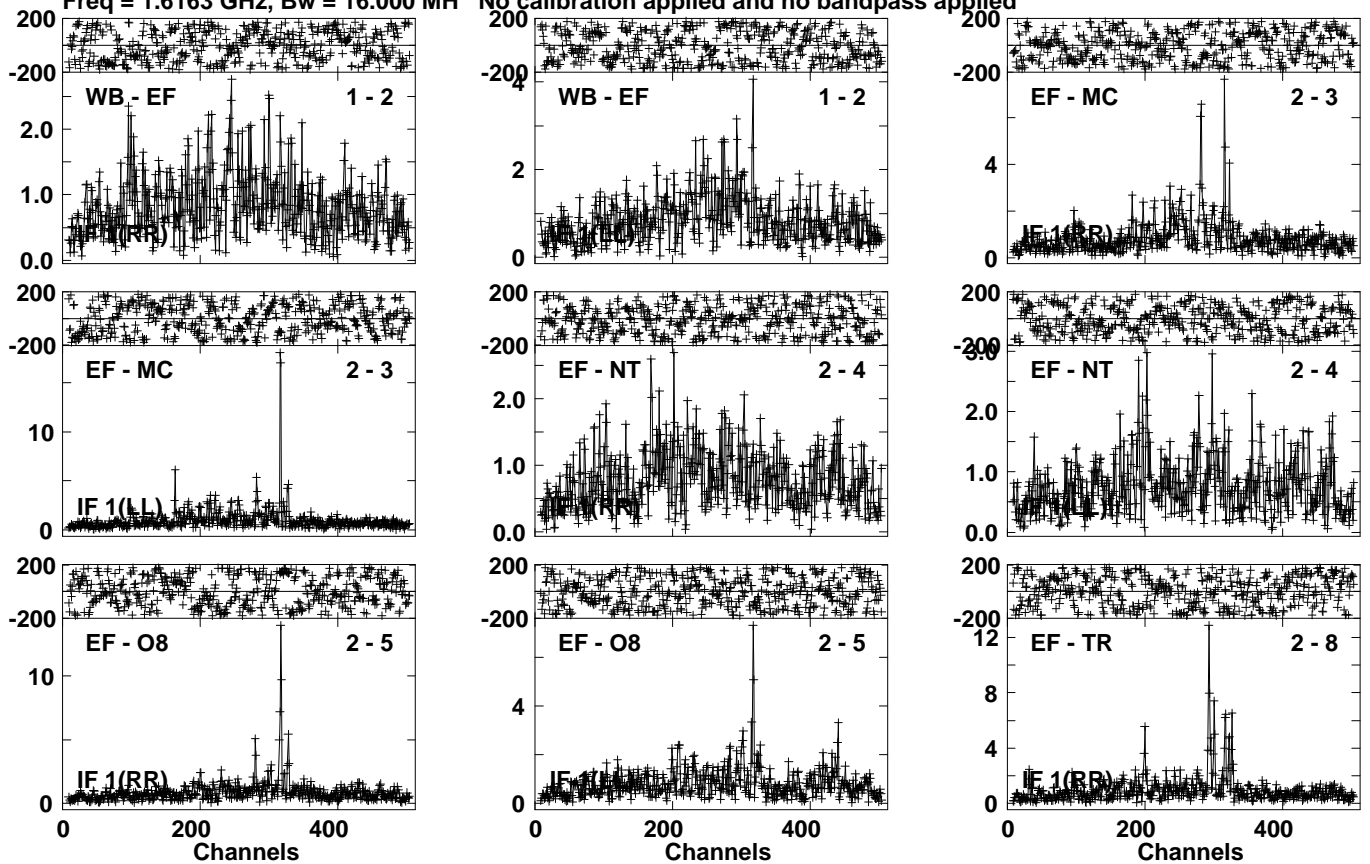 Freq = 1.6163 GHz, Bw = 16.000 MH No calibration applied and no bandpass applied
200
-200
WB - EF 1 - 2
2.0
1.0
IF 1(RR)
0.0
200
-200
4
WB - EF 1 - 2
2
0
200
-200
EF - MC 2 - 3
4
IF 1(RR)
0
200
-200
EF - MC 2 - 3
10
IF 1(LL)
0
200
-200
EF - NT 2 - 4
2.0
1.0
IF 1(RR)
0.0
200
-200
3.0
EF - NT 2 - 4
2.0
1.0
IF 1(LL)
0.0
200
-200
EF - O8 2 - 5
10
IF 1(RR)
0
0 200 400
Channels
200
-200
EF - O8 2 - 5
4
0
0 200 400
Channels
200
-200
12
EF - TR 2 - 8
8
4
IF 1(RR)
0
0 200 400
Channels